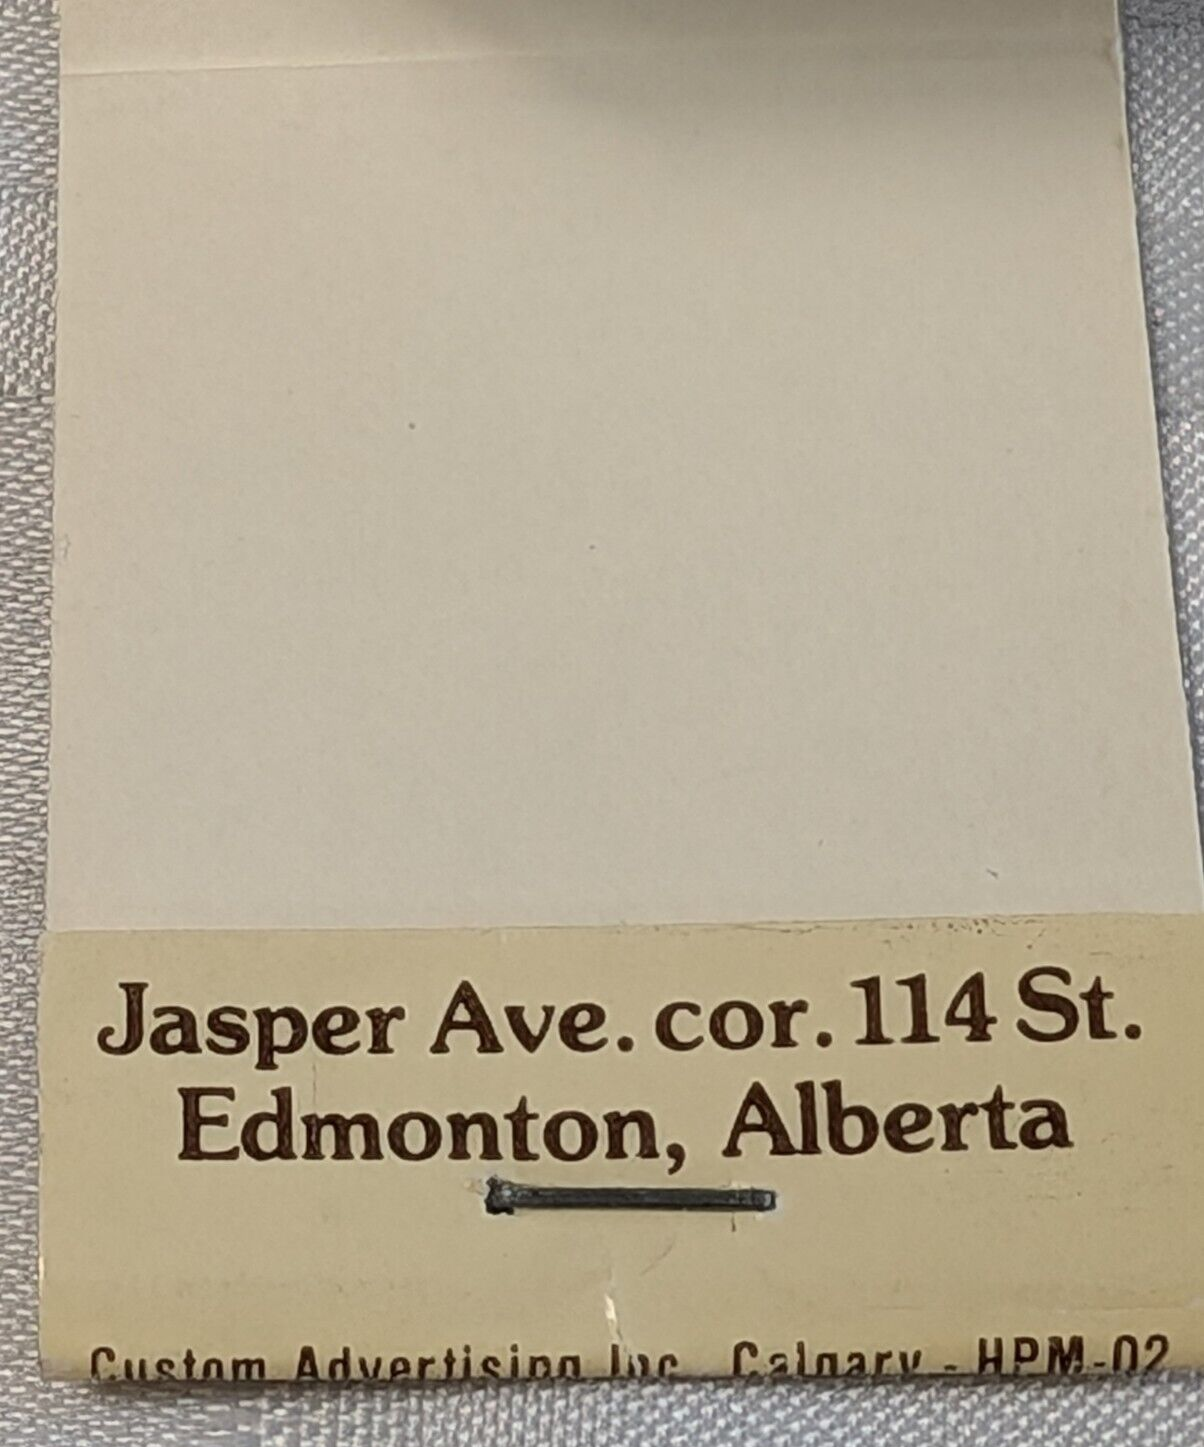 Jasper Ave. cor. 114 St.
Edmonton, Alberta
Custom Advertising Inc. Calgary - HPM-02